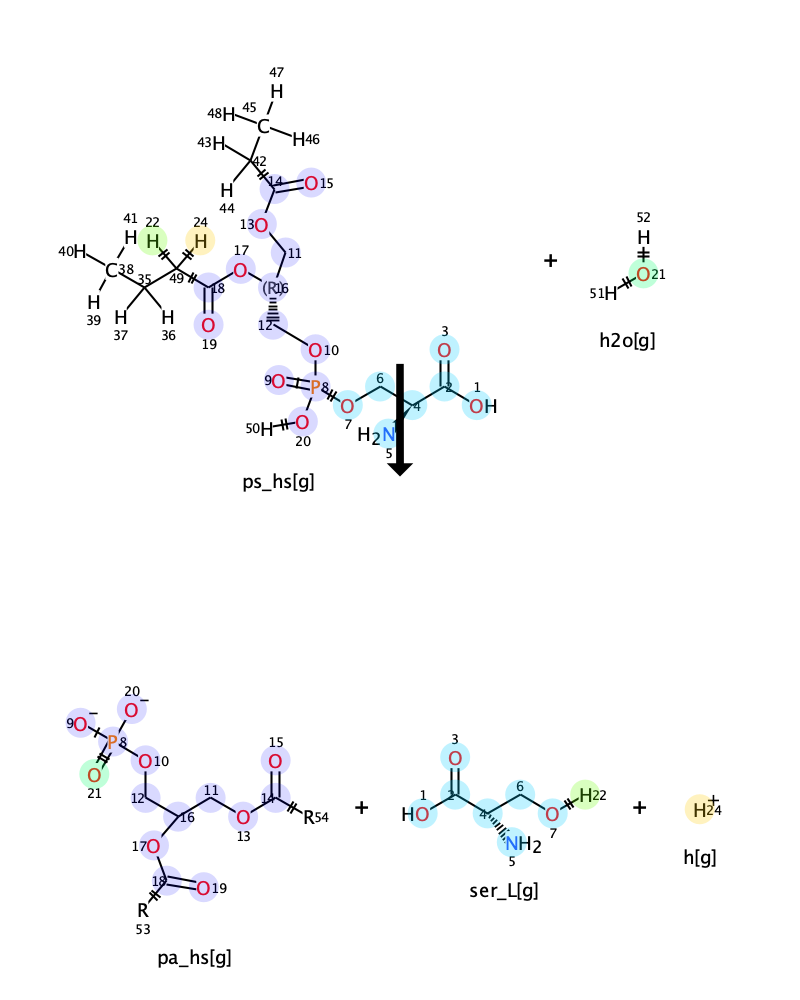 47
H
48H 45 C H46
43H 42
H 44 14 O15
13O
41 22 24
H H H 17 11
40H C38 35 49 O (R)16
18
H 39 H 37 H 36 O 19 12
O10
9O P8 O 7 6 4 2 O 3 1 OH
50H O 20 H2N 5
ps_hs[g]
+
52
H
O21
51H
h2o[g]
20
9O− O−
P8 O10 15 O
O 21 12 11 14 R54
16 O 13
17O
18 O19
R
53
pa_hs[g]
+
3
O
1 2 6 H22
HO 4 O
7
NH2
5
ser_L[g]
+
H+24
h[g]